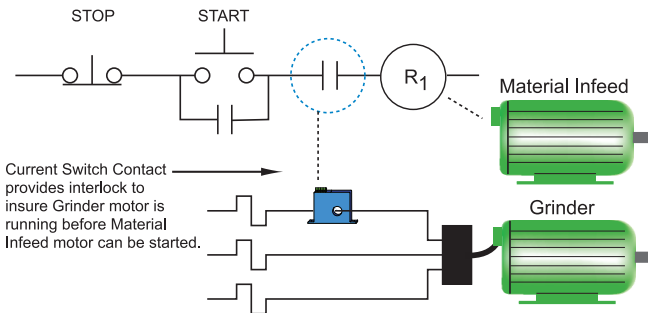 STOP
START
R1
Material Infeed
Current Switch Contact
provides interlock to
insure Grinder motor is
running before Material
Infeed motor can be started.
Grinder